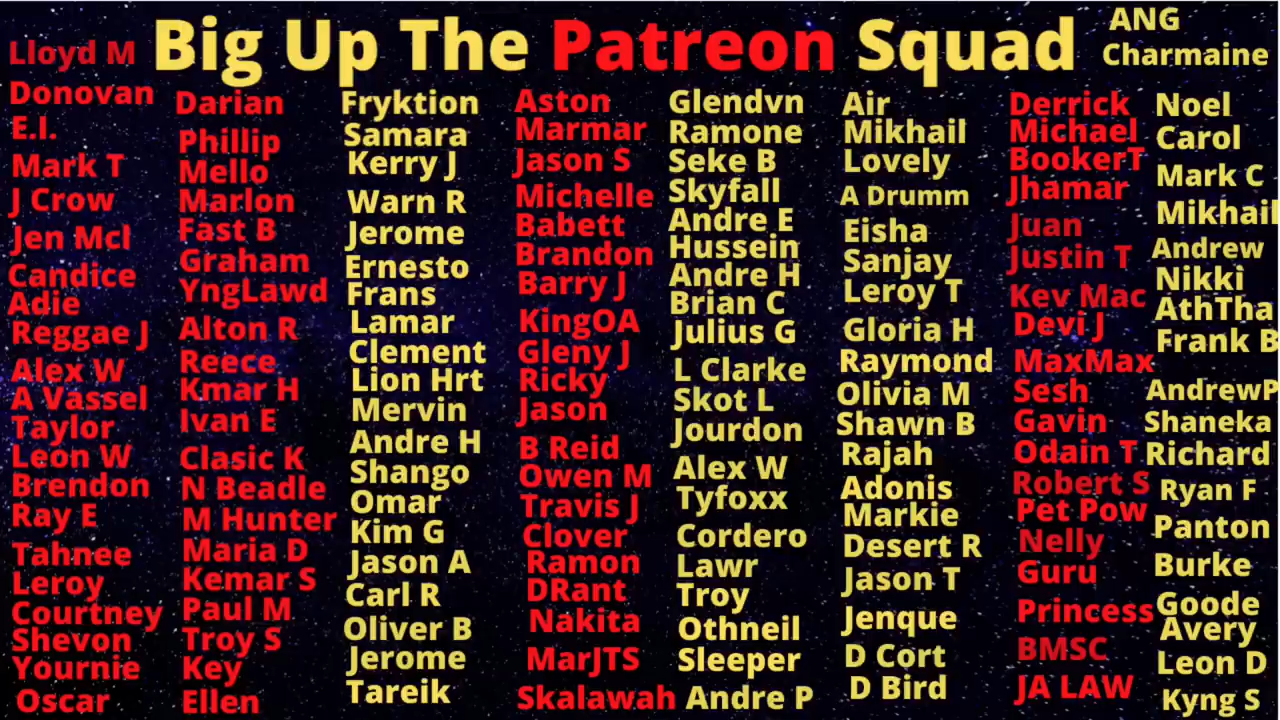 Big Up The Patreon Squad
ANG
Charmaine
Lloyd M
Donovan
E.I.
Mark T
J Crow
Jen Mcl
Candice
Adie
Reggae J
Alex W
A Vassel
Taylor
Leon W
Brendon
Ray E
Tahnee
Leroy
Courtney
Shevon
Yournie
Oscar
Darian
Phillip
Mello
Marlon
Fast B
Graham
YngLawd
Alton R
Reece
Kmar H
Ivan E
Clasic K
N Beadle
M Hunter
Maria D
Kemar S
Paul M
Troy S
Key
Ellen
Fryktion
Samara
Kerry J
Warn R
Jerome
Ernesto
Frans
Lamar
Clement
Lion Hrt
Mervin
Andre H
Shango
Omar
Kim G
Jason A
Carl R
Oliver B
Jerome
Tareik
Aston
Marmar
Jason S
Michelle
Babett
Brandon
Barry J
KingOA
Gleny J
Ricky
Jason
B Reid
Owen M
Travis J
Clover
Ramon
DRant
Nakita
MarJTS
Skalawah
Glendvn
Ramone
Seke B
Skyfall
Andre E
Hussein
Andre H
Brian C
Julius G
L Clarke
Skot L
Jourdon
Alex W
Tyfoxx
Cordero
Lawr
Troy
Othneil
Sleeper
Andre P
Air
Mikhail
Lovely
A Drumm
Eisha
Sanjay
Leroy T
Gloria H
Raymond
Olivia M
Shawn B
Rajah
Adonis
Markie
Desert R
Jason T
Jenque
D Cort
D Bird
Derrick
Michael
BookerT
Jhamar
Juan
Justin T
Kev Mac
Devi J
MaxMax
Sesh
Gavin
Odain T
Robert S
Pet Pow
Nelly
Guru
Princess
BMSC
JA LAW
Noel
Carol
Mark C
Mikhail
Andrew
Nikki
AthTha
Frank B
AndrewP
Shaneka
Richard
Ryan F
Panton
Burke
Goode
Avery
Leon D
Kyng S